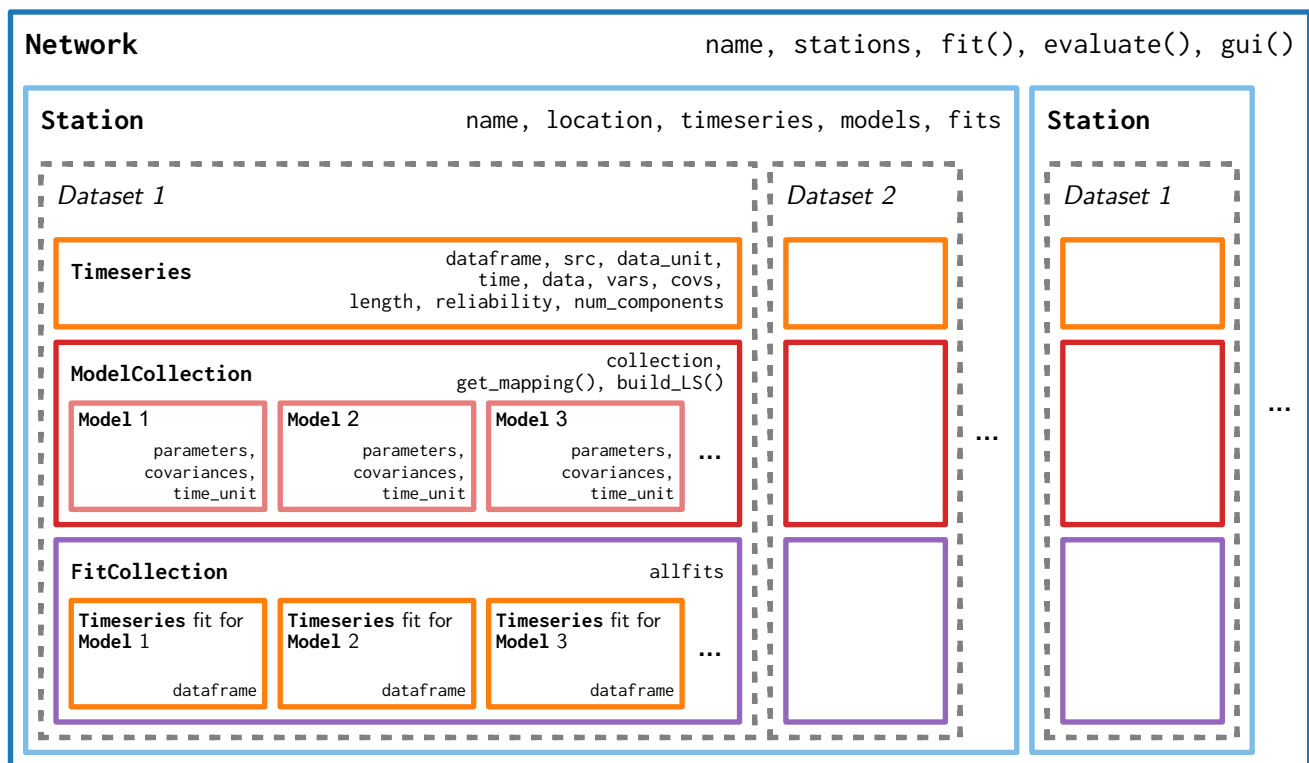 Network
name, stations, fit(), evaluate(), gui()
Station
name, location, timeseries, models, fits
Dataset 1
Timeseries
dataframe, src, data_unit,
time, data, vars, covs,
length, reliability, num_components
ModelCollection
collection,
get_mapping(), build_LS()
Model 1
parameters,
covariances,
time_unit
Model 2
parameters,
covariances,
time_unit
Model 3
parameters,
covariances,
time_unit
...
FitCollection
allfits
Timeseries fit for
Model 1
dataframe
Timeseries fit for
Model 2
dataframe
Timeseries fit for
Model 3
dataframe
...
Dataset 2
...
Station
Dataset 1
...